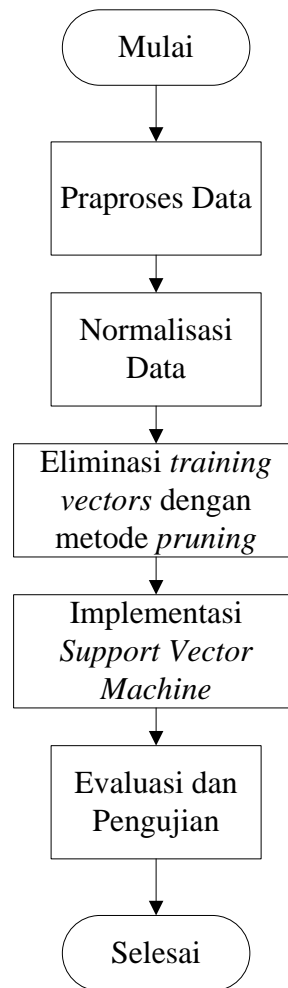 Mulai
Praproses Data
Normalisasi
Data
Eliminasi training
vectors dengan
metode pruning
Implementasi
Support Vector
Machine
Evaluasi dan
Pengujian
Selesai